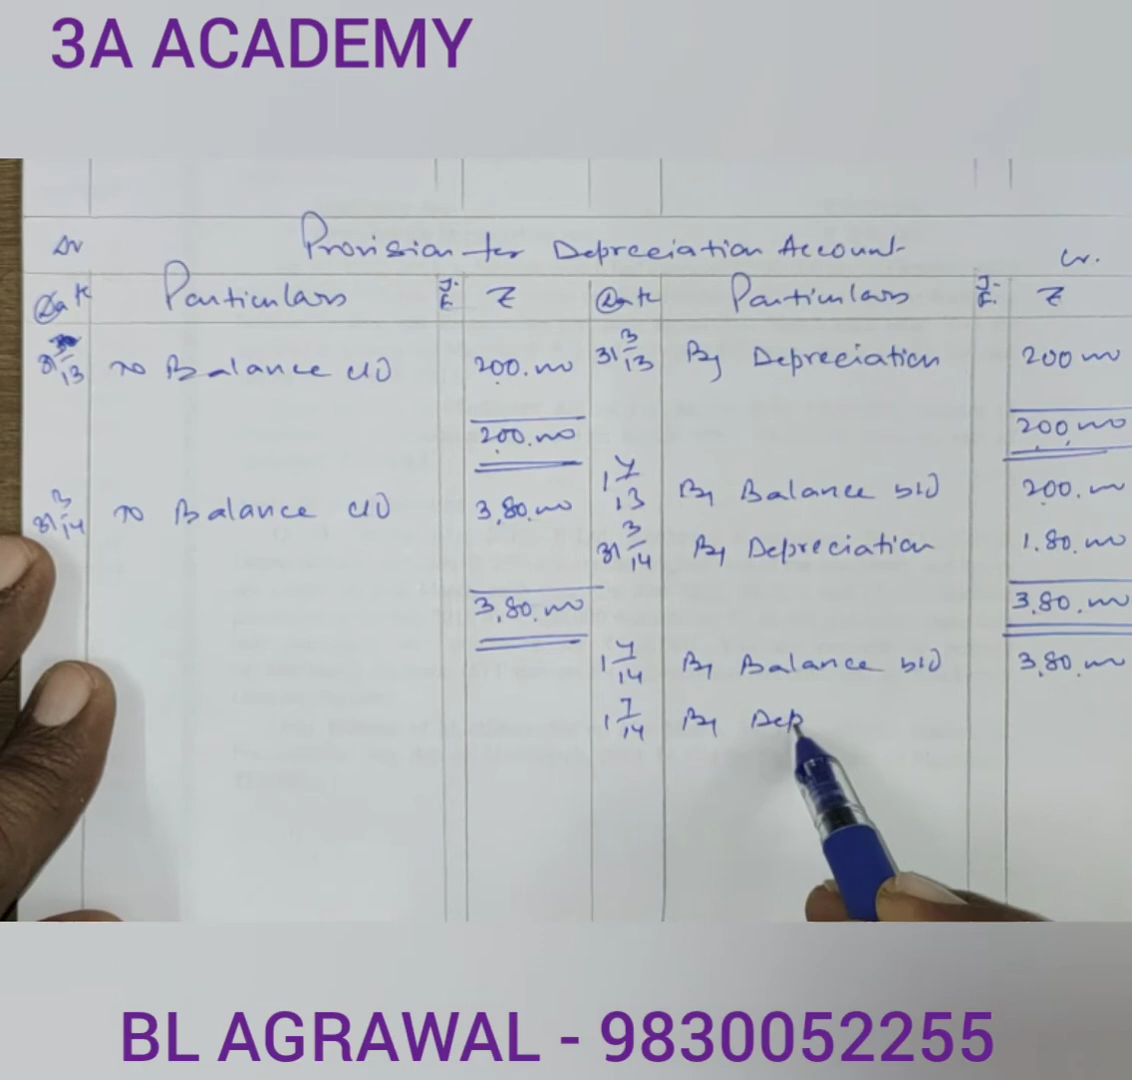 3A ACADEMY
Provision for Depreciation Account
Dr Cr.
Date Particulars J.F. ₹ Date Particulars J.F. ₹
31/3/13 To Balance c/d 200.00 31/3/13 By Depreciation 200 00
200.00 200 00
1/4/13 By Balance b/d 200.00
31/3/14 To Balance c/d 3,80.00 31/3/14 By Depreciation 1.80.00
3,80.00 3,80.00
1/4/14 By Balance b/d 3,80.00
1/7/14 By Dep
BL AGRAWAL - 9830052255